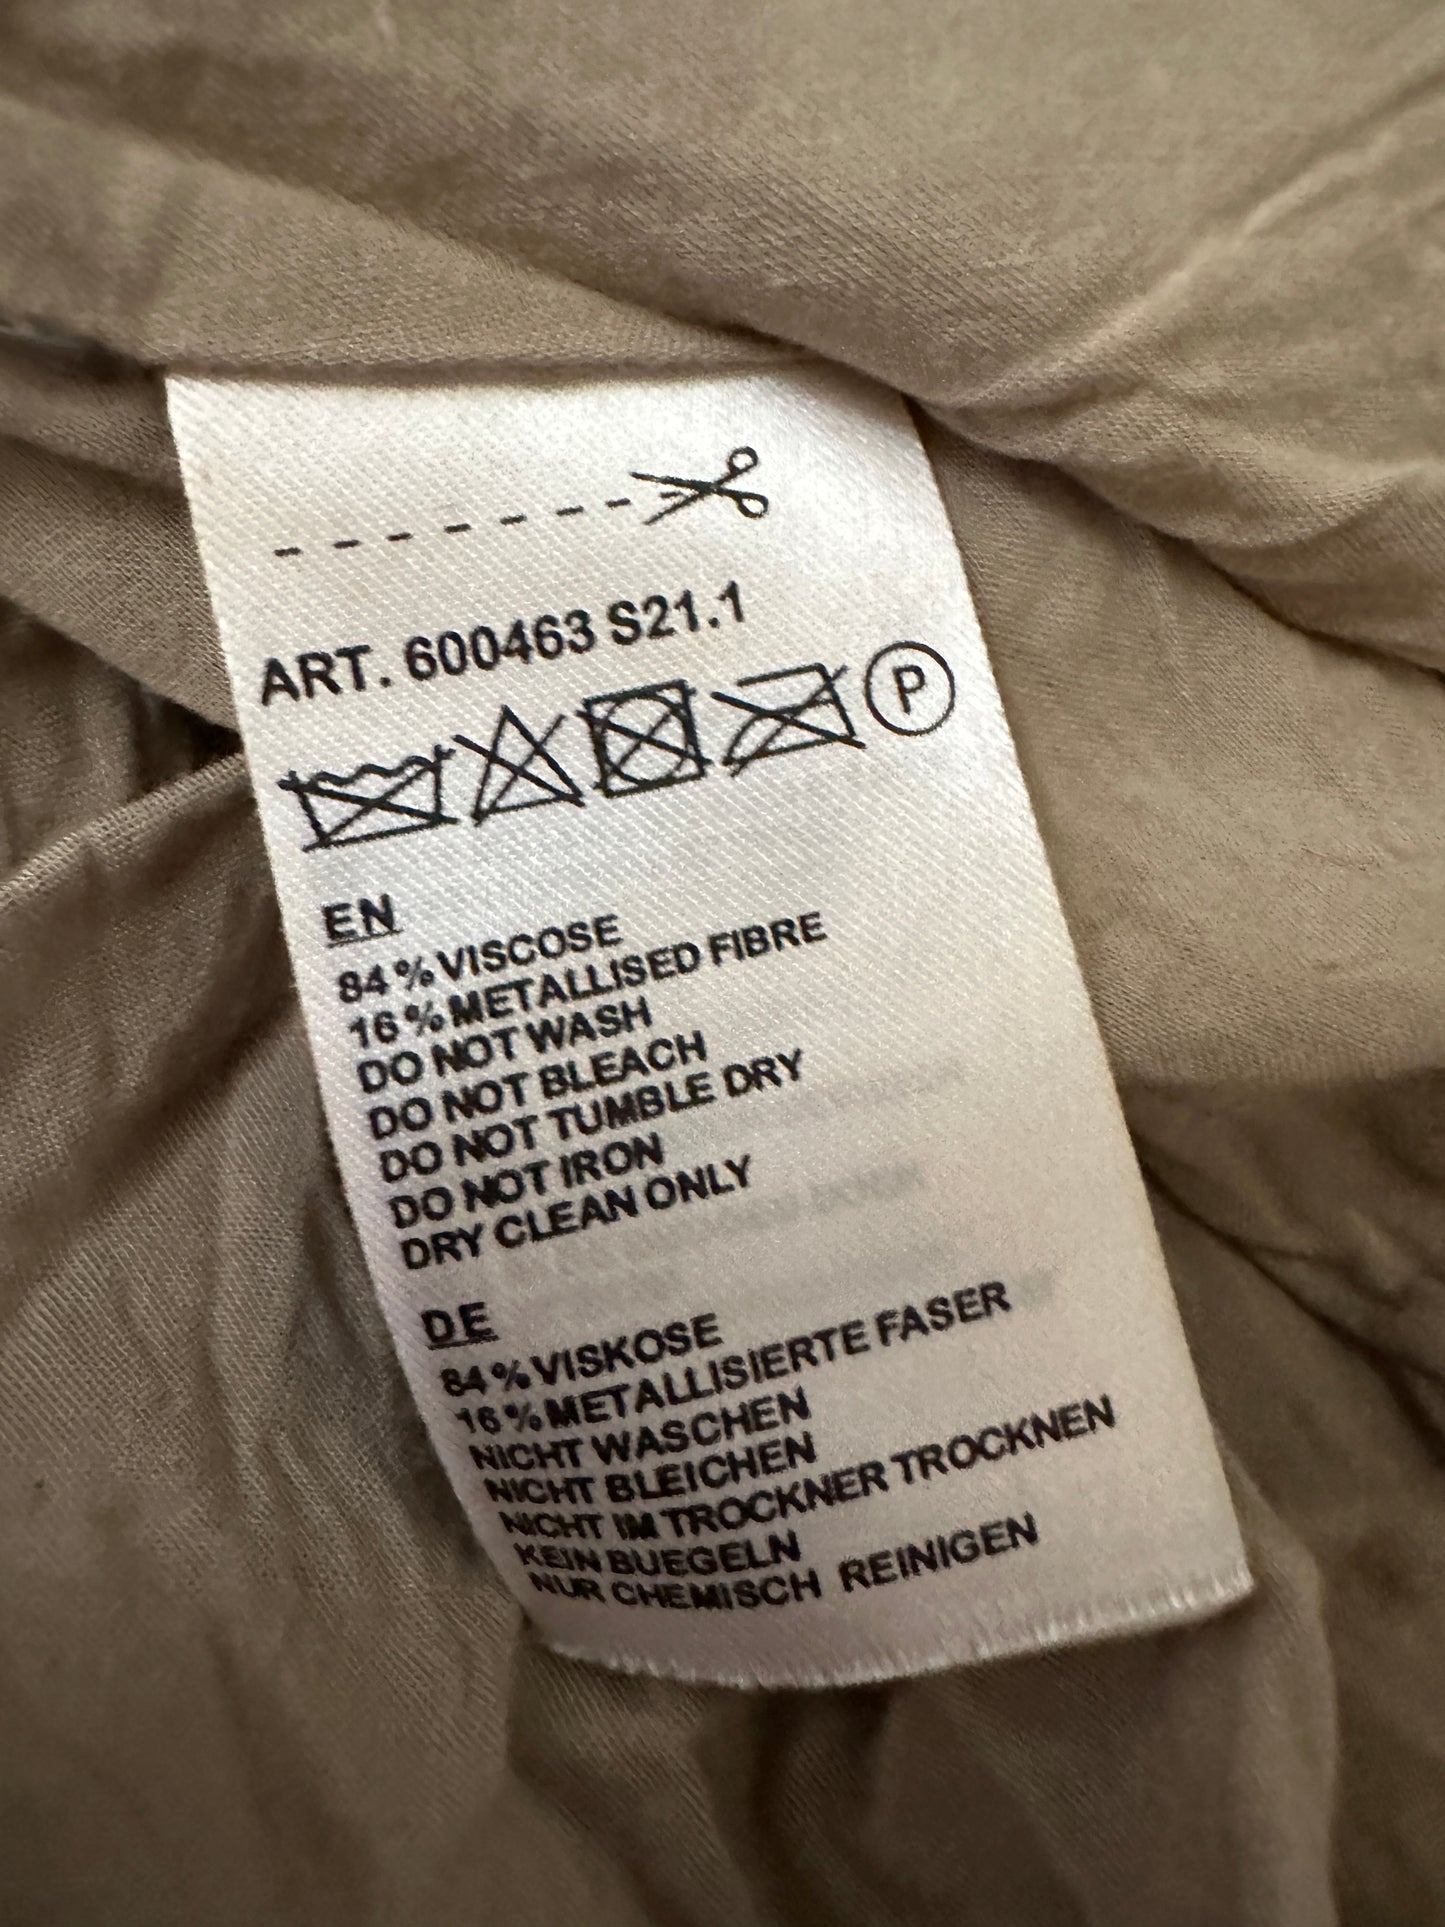 ART. 600463 S21.1
P
EN
84%VISCOSE
16%METALLISED FIBRE
DO NOT WASH
DO NOT BLEACH
DO NOT TUMBLE DRY
DO NOT IRON
DRY CLEAN ONLY
DE
84%VISKOSE
16%METALLISIERTE FASER
NICHT WASCHEN
NICHT BLEICHEN
NICHT IM TROCKNER TROCKNEN
KEIN BUEGELN
NUR CHEMISCH REINIGEN